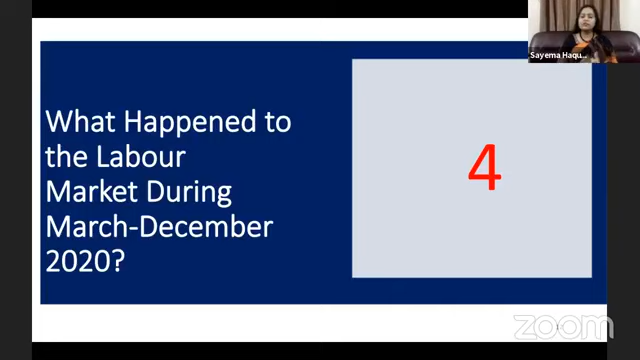 Sayema Haqu...
What Happened to
the Labour
Market During
March-December
2020?
4
zoom